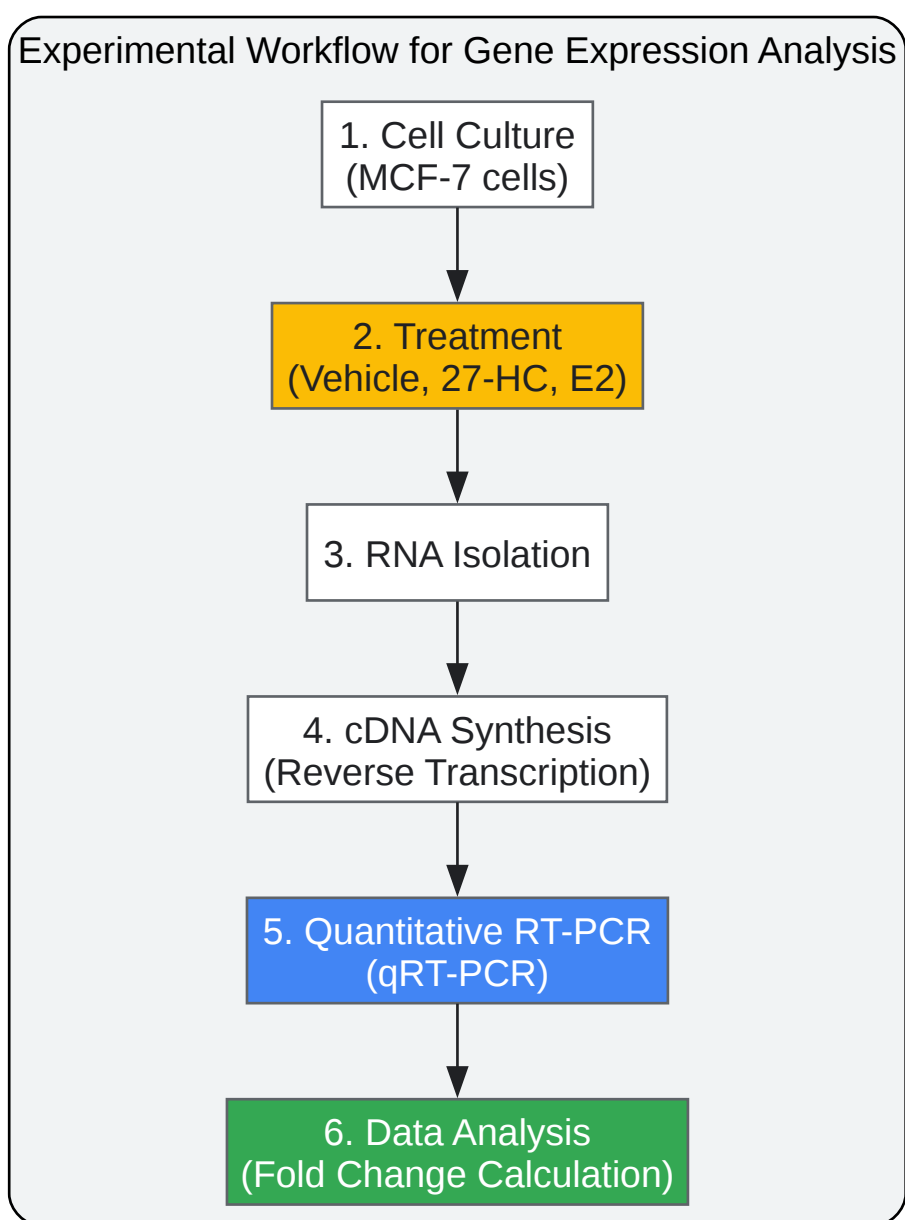 Experimental Workflow for Gene Expression Analysis
1. Cell Culture
(MCF-7 cells)
2. Treatment
(Vehicle, 27-HC, E2)
3. RNA Isolation
4. cDNA Synthesis
(Reverse Transcription)
5. Quantitative RT-PCR
(qRT-PCR)
6. Data Analysis
(Fold Change Calculation)